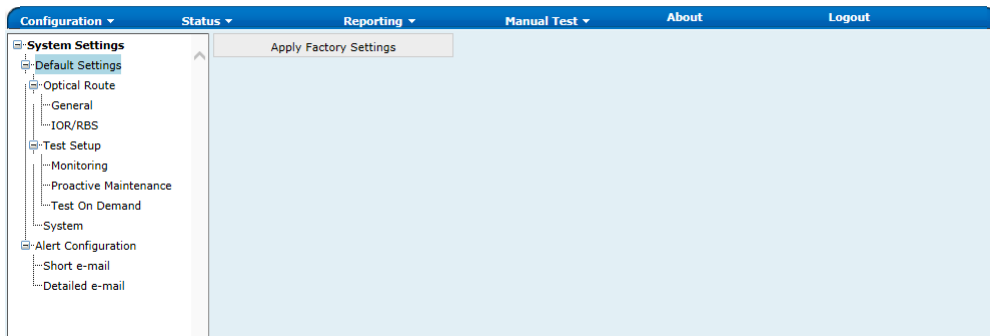 Configuration Status Reporting Manual Test About Logout
System Settings
Apply Factory Settings
Default Settings
Optical Route
General
IOR/RBS
Test Setup
Monitoring
Proactive Maintenance
Test On Demand
System
Alert Configuration
Short e-mail
Detailed e-mail